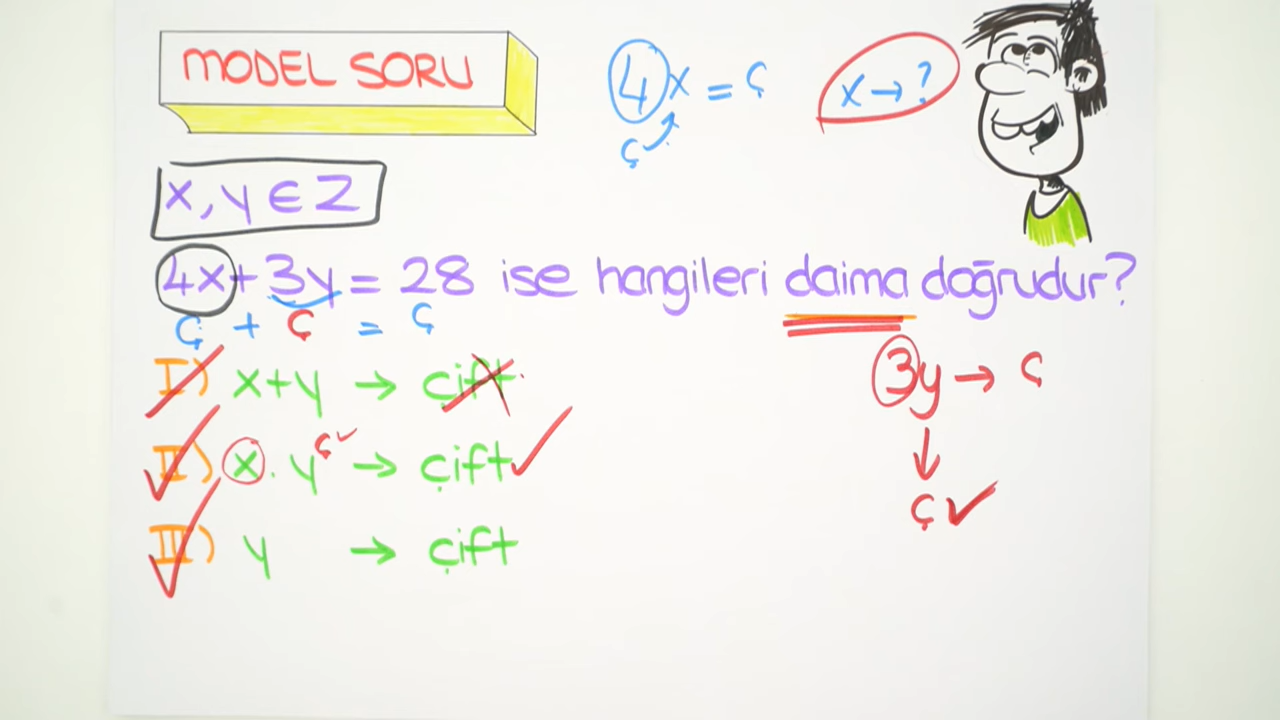 MODEL SORU
4x = ç
ç
x → ?
x, y ∈ Z
4x + 3y = 28 ise hangileri daima doğrudur?
ç + ç = ç
I) x+y → çift
3y → ç
ç
II) x . y ç → çift
III) y → çift